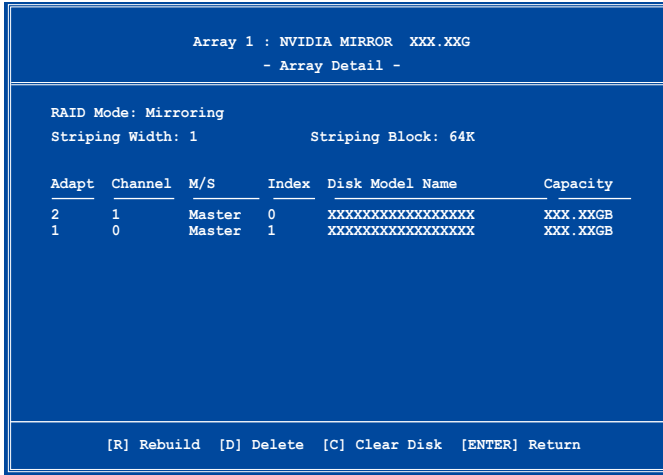 Array 1 : NVIDIA MIRROR XXX.XXG
- Array Detail -
RAID Mode: Mirroring
Striping Width: 1 Striping Block: 64K
Adapt Channel M/S Index Disk Model Name Capacity
2 1 Master 0 XXXXXXXXXXXXXXXXX XXX.XXGB
1 0 Master 1 XXXXXXXXXXXXXXXXX XXX.XXGB
[R] Rebuild [D] Delete [C] Clear Disk [ENTER] Return